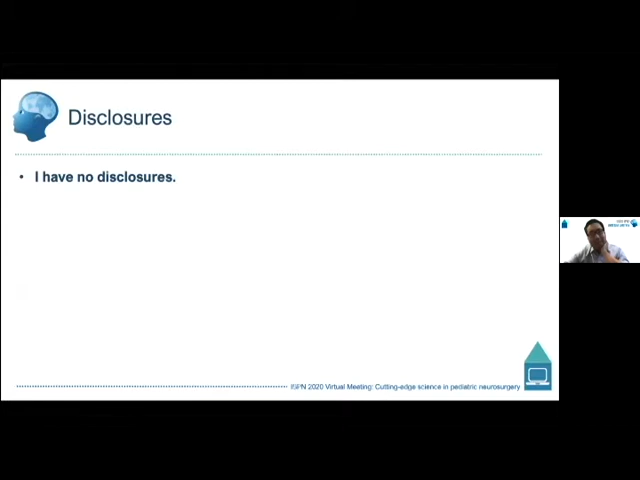 Disclosures
• I have no disclosures.
ISPN 2020 Virtual Meeting: Cutting-edge science in pediatric neurosurgery